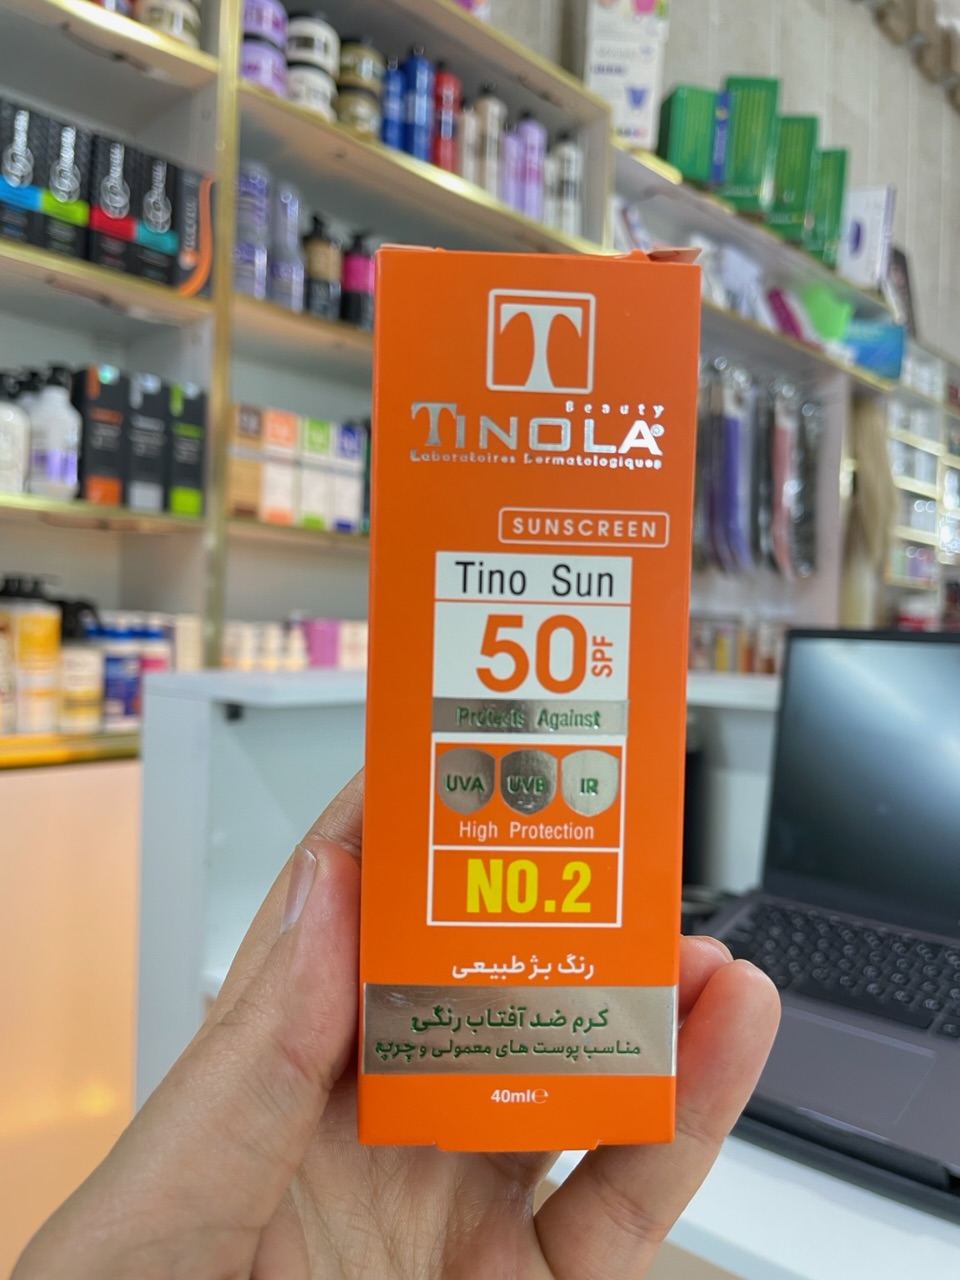 T
Beauty
TINOLA®
Laboratoires Dermatologiques
SUNSCREEN
Tino Sun
50 SPF
Protects Against
UVA UVB IR
High Protection
NO.2
رنگ بژ طبیعی
کرم ضد آفتاب رنگی
مناسب پوست های معمولی و چرب
40ml℮